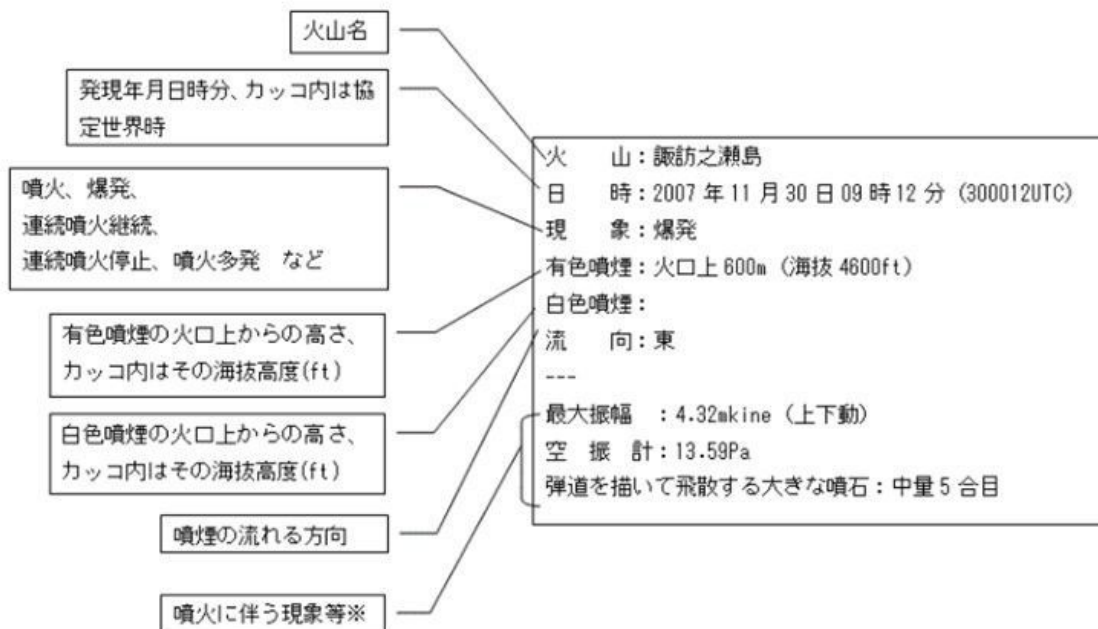 火山名
発現年月日時分、カッコ内は協
定世界時
噴火、爆発、
連続噴火継続、
連続噴火停止、噴火多発　など
有色噴煙の火口上からの高さ、
カッコ内はその海抜高度(ft)
白色噴煙の火口上からの高さ、
カッコ内はその海抜高度(ft)
噴煙の流れる方向
噴火に伴う現象等※
火　　山：諏訪之瀬島
日　　時：2007年11月30日09時12分 (300012UTC)
現　　象：爆発
有色噴煙：火口上600m (海抜4600ft)
白色噴煙：
流　　向：東
---
最大振幅　：4.32mkine (上下動)
空　振　計：13.59Pa
弾道を描いて飛散する大きな噴石：中量5合目